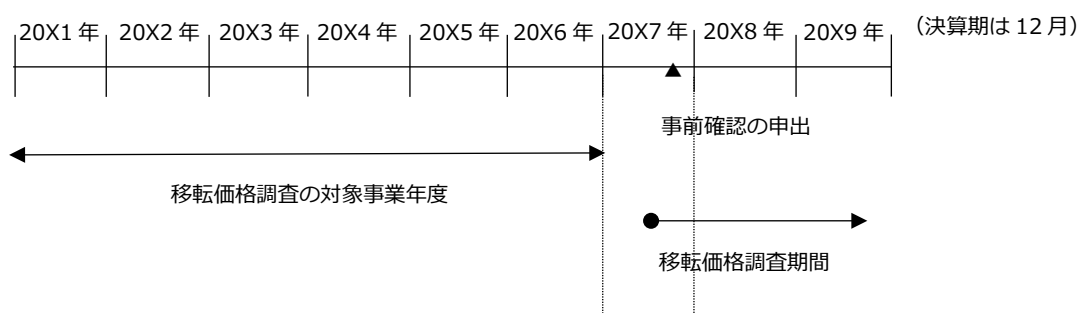 20X1 年 20X2 年 20X3 年 20X4 年 20X5 年 20X6 年 20X7 年 20X8 年 20X9 年 （決算期は 12 月）
事前確認の申出
移転価格調査の対象事業年度
移転価格調査期間